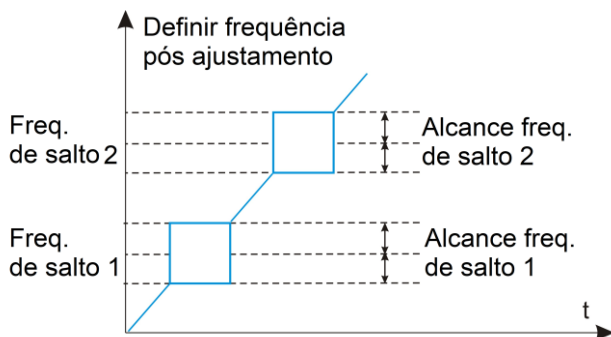 Definir frequência
pós ajustamento
Freq.
de salto 2
Alcance freq.
de salto 2
Freq.
de salto 1
Alcance freq.
de salto 1
t